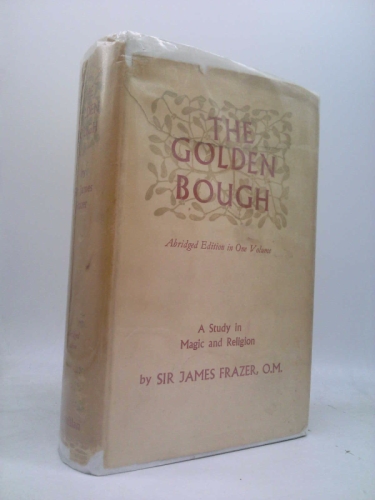 THE
GOLDEN
BOUGH
Abridged Edition in One Volume
A Study in
Magic and Religion
by SIR JAMES FRAZER, O.M.